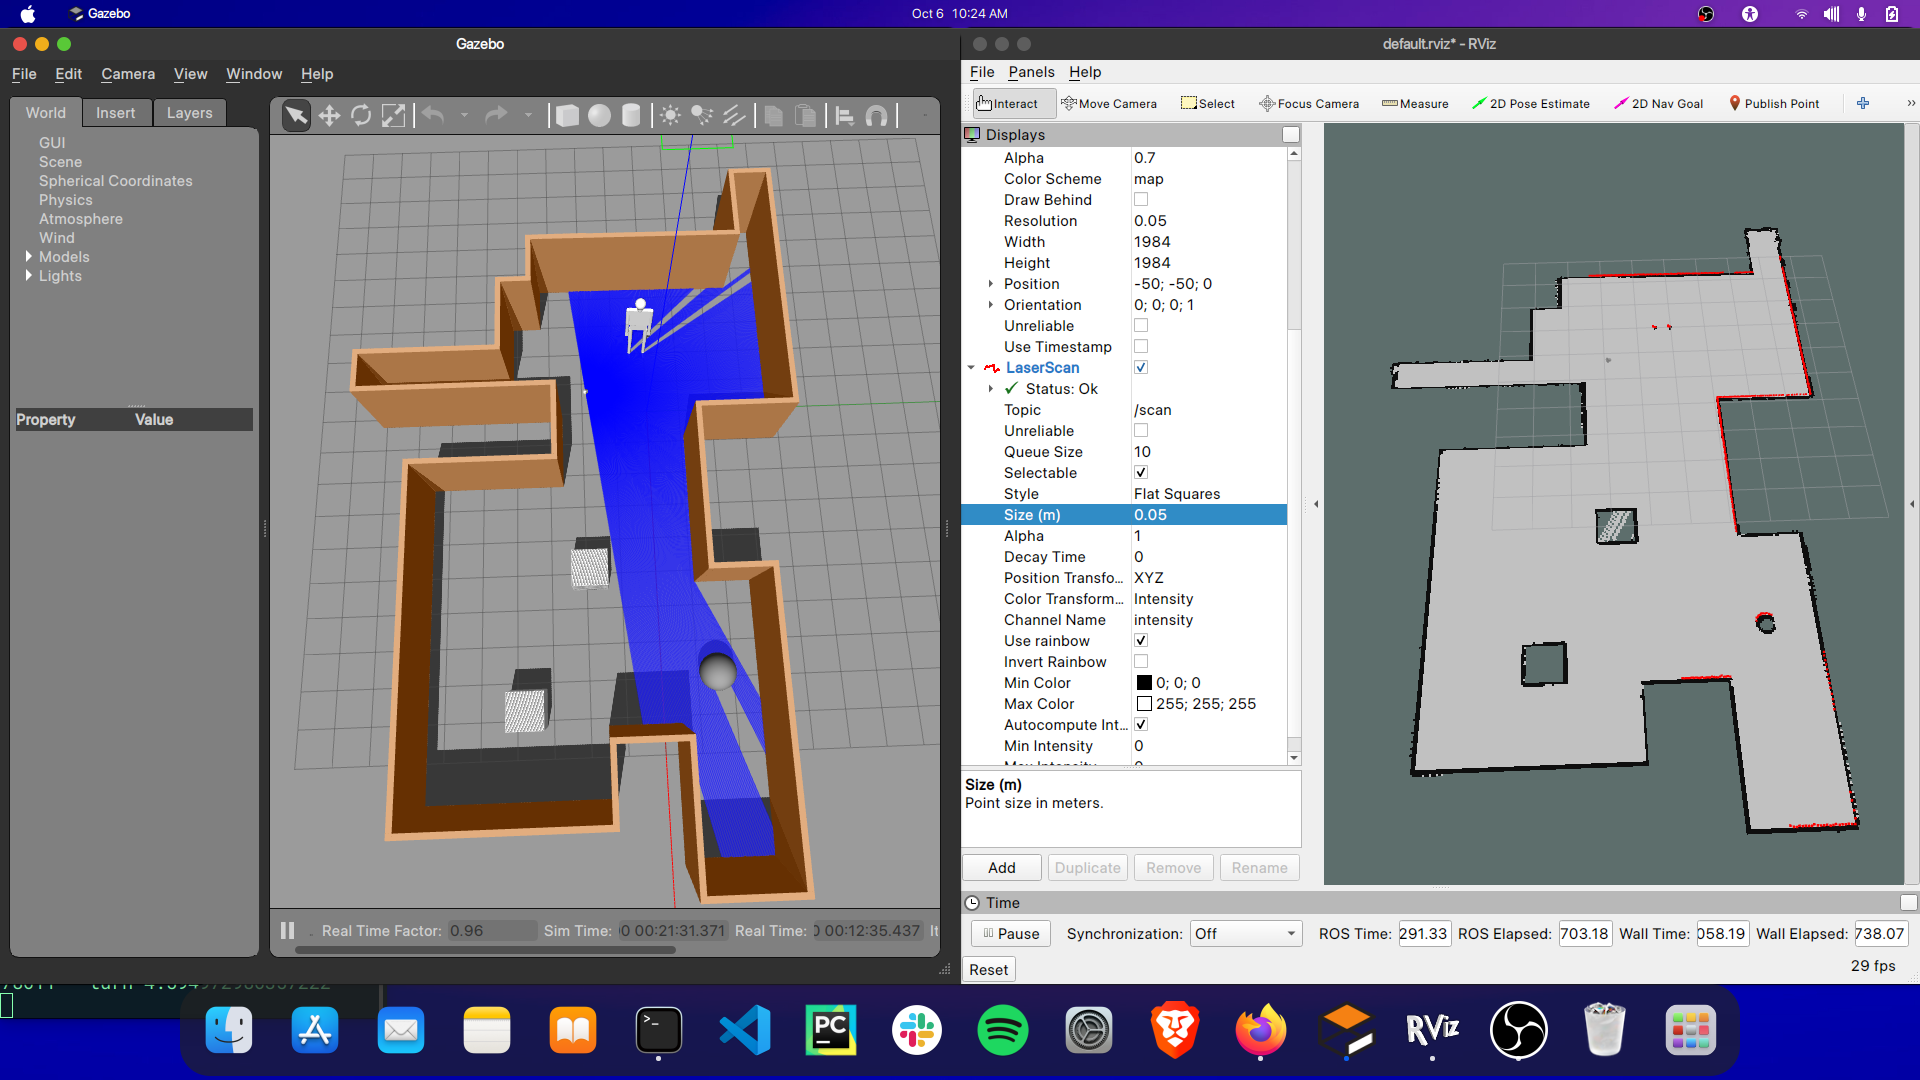 Gazebo
Oct 6 10:24 AM
Gazebo
File Edit Camera View Window Help
World Insert Layers
GUI
Scene
Spherical Coordinates
Physics
Atmosphere
Wind
Models
Lights
Property Value
Real Time Factor: 0.96 Sim Time: 00:21:31.371 Real Time: 00:12:35.437 It
default.rviz* - RViz
File Panels Help
Interact Move Camera Select Focus Camera Measure 2D Pose Estimate 2D Nav Goal Publish Point »
Displays
Alpha 0.7
Color Scheme map
Draw Behind
Resolution 0.05
Width 1984
Height 1984
Position -50; -50; 0
Orientation 0; 0; 0; 1
Unreliable
Use Timestamp
LaserScan
Status: Ok
Topic /scan
Unreliable
Queue Size 10
Selectable
Style Flat Squares
Size (m) 0.05
Alpha 1
Decay Time 0
Position Transfo... XYZ
Color Transform... Intensity
Channel Name intensity
Use rainbow
Invert Rainbow
Min Color 0; 0; 0
Max Color 255; 255; 255
Autocompute Int...
Min Intensity 0
Size (m)
Point size in meters.
Add Duplicate Remove Rename
Time
Pause Synchronization: Off ROS Time: 291.33 ROS Elapsed: 703.18 Wall Time: 058.19 Wall Elapsed: 738.07
Reset 29 fps
>_ PC RViz